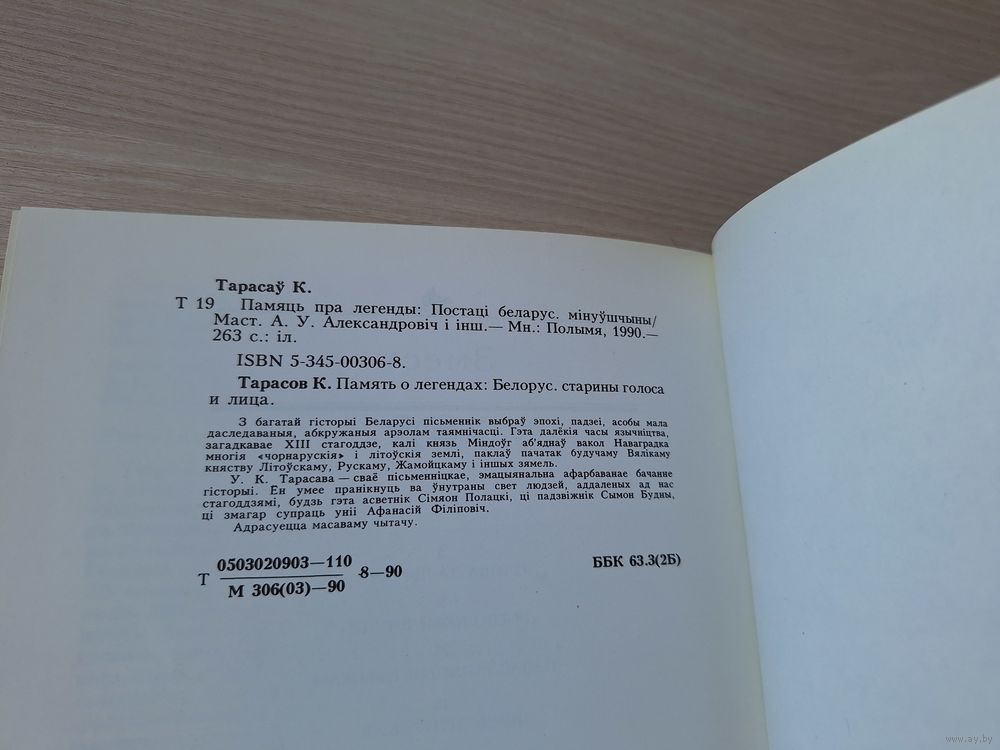 Тарасаў К.
Т 19 Памяць пра легенды: Постаці беларус. мінуўшчыны/
Маст. А. У. Александровіч і інш.— Мн.: Полымя, 1990.—
263 с.: іл.
ISBN 5-345-00306-8.
Тарасов К. Память о легендах: Белорус. старины голоса
и лица.
З багатай гісторыі Беларусі пісьменнік выбраў эпохі, падзеі, асобы мала
даследаваныя, абкружаныя арэолам таямнічасці. Гэта далёкія часы язычніцтва,
загадкавае XIII стагоддзе, калі князь Міндоўг аб'яднаў вакол Наваградка
многія «чорнарускія» і літоўскія землі, паклаў пачатак будучаму Вялікаму
княству Літоўскаму, Рускаму, Жамойцкаму і іншых зямель.
У. К. Тарасава — сваё пісьменніцкае, эмацыянальна афарбаванае бачанне
гісторыі. Ён умее пранікнуць ва ўнутраны свет людзей, аддаленых ад нас
стагоддзямі, будзь гэта асветнік Сімяон Полацкі, ці падзвіжнік Сымон Будны,
ці змагар супраць уніі Афанасій Філіповіч.
Адрасуецца масаваму чытачу.
Т 0503020903—110
М 306(03)—90 8—90
ББК 63.3(2Б)
www.ay.by